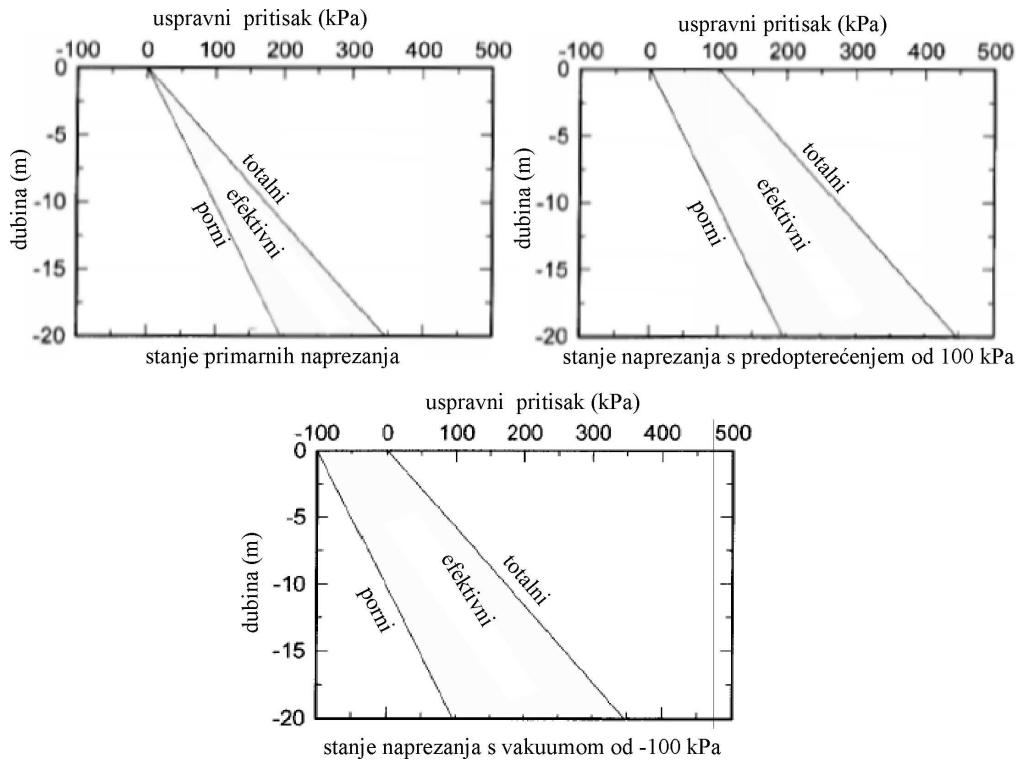 uspravni pritisak (kPa)
-100 0 100 200 300 400 500
0
-5
-10
-15
-20
dubina (m)
totalni
efektivni
porni
stanje primarnih naprezanja
uspravni pritisak (kPa)
-100 0 100 200 300 400 500
0
-5
-10
-15
-20
dubina (m)
totalni
efektivni
porni
stanje naprezanja s predopterećenjem od 100 kPa
uspravni pritisak (kPa)
-100 0 100 200 300 400 500
0
-5
-10
-15
-20
dubina (m)
totalni
efektivni
porni
stanje naprezanja s vakuumom od -100 kPa